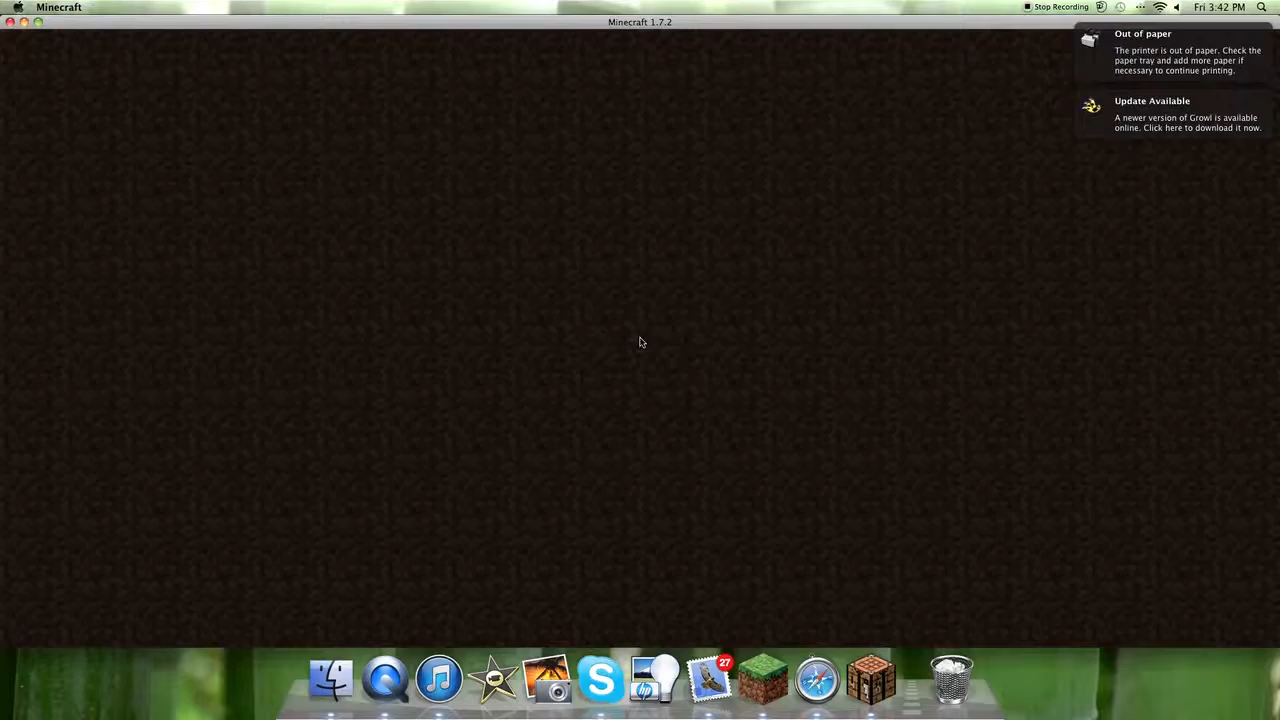 Minecraft
Stop Recording
Fri 3:42 PM
Minecraft 1.7.2
Out of paper
The printer is out of paper. Check the
paper tray and add more paper if
necessary to continue printing.
Update Available
A newer version of Growl is available
online. Click here to download it now.
27
hp